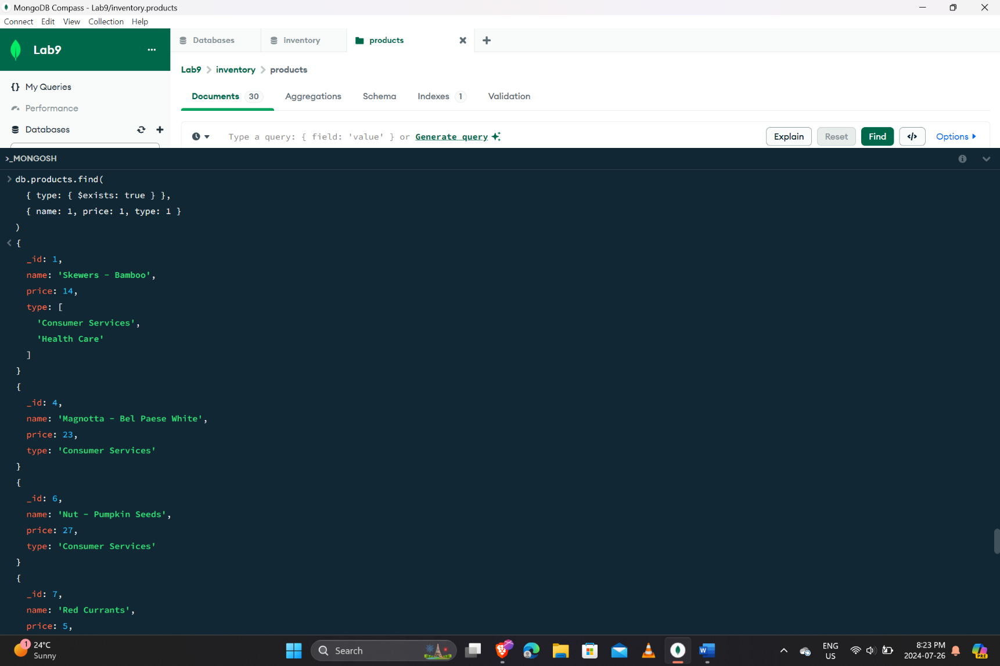 MongoDB Compass - Lab9/inventory.products
Connect Edit View Collection Help
Lab9
Databases inventory products
Lab9 inventory products
{} My Queries
Documents 30 Aggregations Schema Indexes 1 Validation
Performance
Databases
Type a query: { field: 'value' } or Generate query
Explain Reset Find </> Options
>_MONGOSH
> db.products.find(
{ type: { $exists: true } },
{ name: 1, price: 1, type: 1 }
)
< {
_id: 1,
name: 'Skewers - Bamboo',
price: 14,
type: [
'Consumer Services',
'Health Care'
]
}
{
_id: 4,
name: 'Magnotta - Bel Paese White',
price: 23,
type: 'Consumer Services'
}
{
_id: 6,
name: 'Nut - Pumpkin Seeds',
price: 27,
type: 'Consumer Services'
}
{
_id: 7,
name: 'Red Currants',
price: 5,
1
24°C
Sunny
Search
W
PRE
ENG
US
8:23 PM
2024-07-26